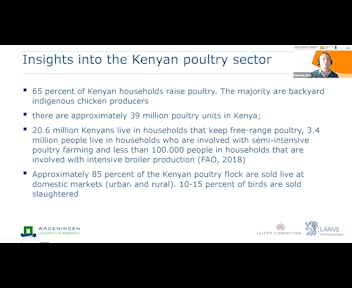 Insights into the Kenyan poultry sector
65 percent of Kenyan households raise poultry. The majority are backyard
indigenous chicken producers
there are approximately 39 million poultry units in Kenya;
20.6 million Kenyans live in households that keep free-range poultry, 3.4
million people live in households who are involved with semi-intensive
poultry farming and less than 100.000 people in households that are
involved with intensive broiler production (FAO, 2018)
Approximately 85 percent of the Kenyan poultry flock are sold live at
domestic markets (urban and rural). 10-15 percent of birds are sold
slaughtered
WAGENINGEN
UNIVERSITY & RESEARCH
LATTES CONSULTING
LARIVE
INTERNATIONAL